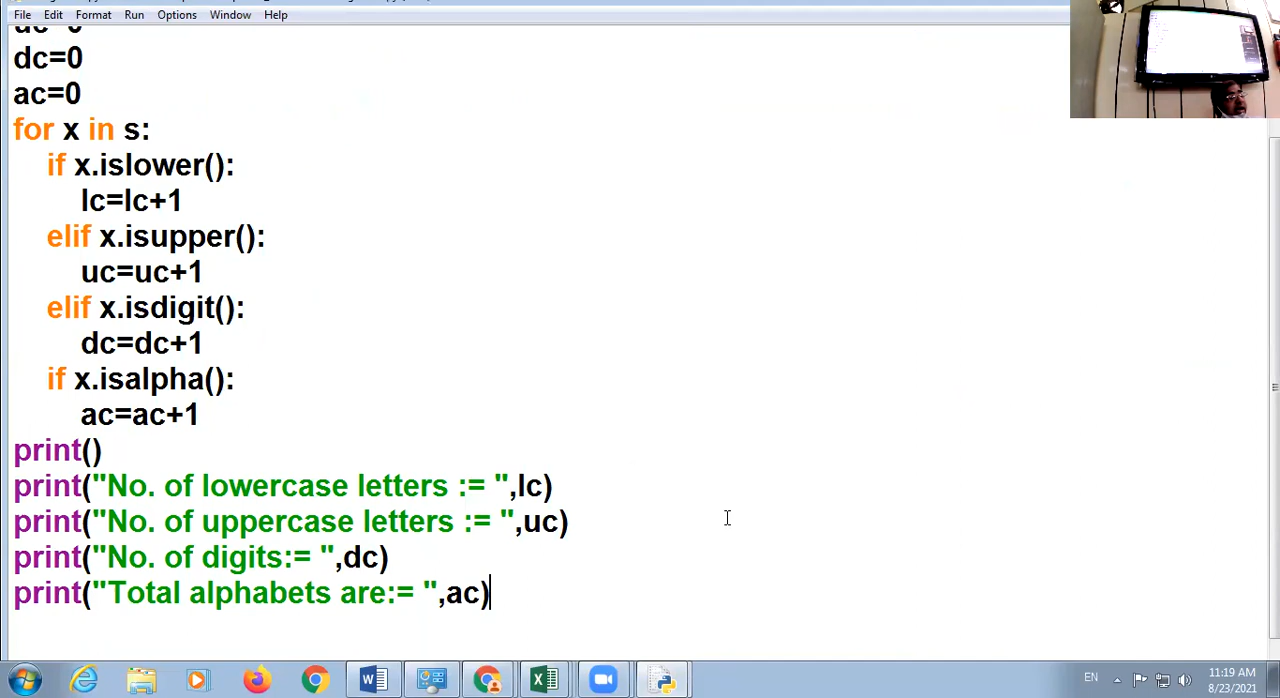 File Edit Format Run Options Window Help
dc=0
ac=0
for x in s:
    if x.islower():
        lc=lc+1
    elif x.isupper():
        uc=uc+1
    elif x.isdigit():
        dc=dc+1
    if x.isalpha():
        ac=ac+1
print()
print("No. of lowercase letters := ",lc)
print("No. of uppercase letters := ",uc)
print("No. of digits:= ",dc)
print("Total alphabets are:= ",ac)
EN
11:19 AM
8/23/2021